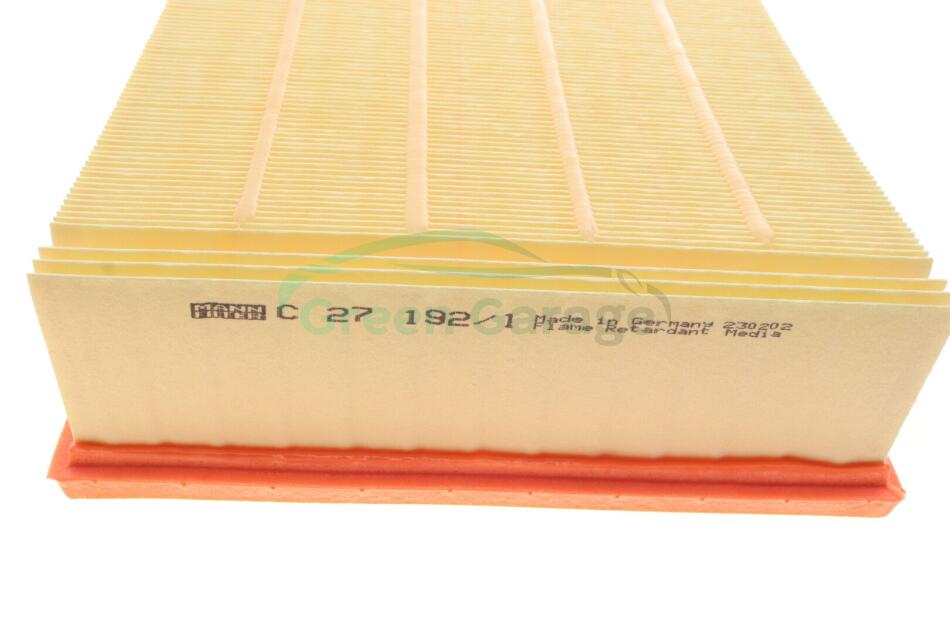 MANN
FILTER
C 27 192/1
Made in Germany 230202
Flame Retardant Media
Green Garage